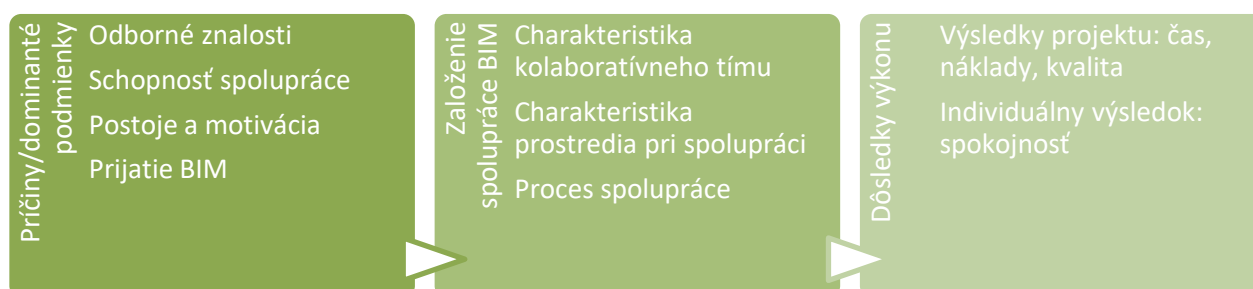 Príčiny/dominanté
podmienky
Odborné znalosti
Schopnosť spolupráce
Postoje a motivácia
Prijatie BIM
Založenie
spolupráce BIM
Charakteristika
kolaboratívneho tímu
Charakteristika
prostredia pri spolupráci
Proces spolupráce
Dôsledky výkonu
Výsledky projektu: čas,
náklady, kvalita
Individuálny výsledok:
spokojnosť